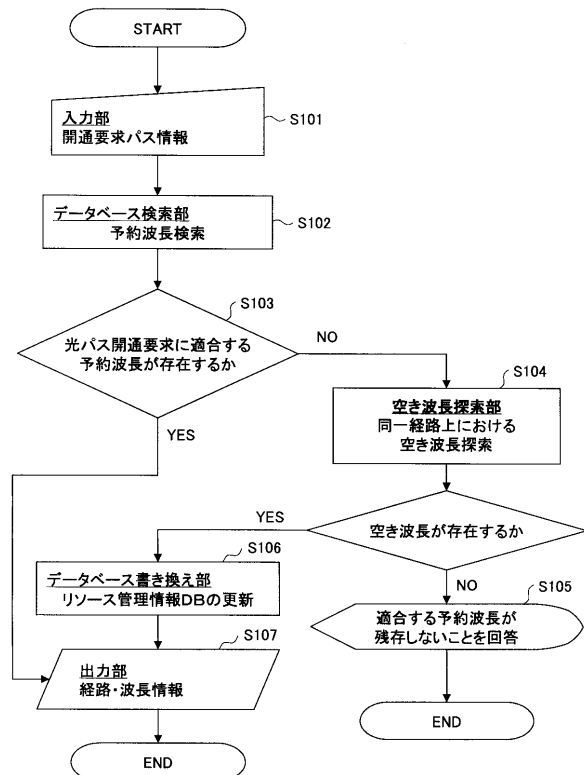 START
入力部
開通要求パス情報
S101
データベース検索部
予約波長検索
S102
S103
光パス開通要求に適合する
予約波長が存在するか
NO
YES
S104
空き波長探索部
同一経路上における
空き波長探索
空き波長が存在するか
YES
NO
S106
データベース書き換え部
リソース管理情報DBの更新
S105
適合する予約波長が
残存しないことを回答
S107
出力部
経路・波長情報
END
END